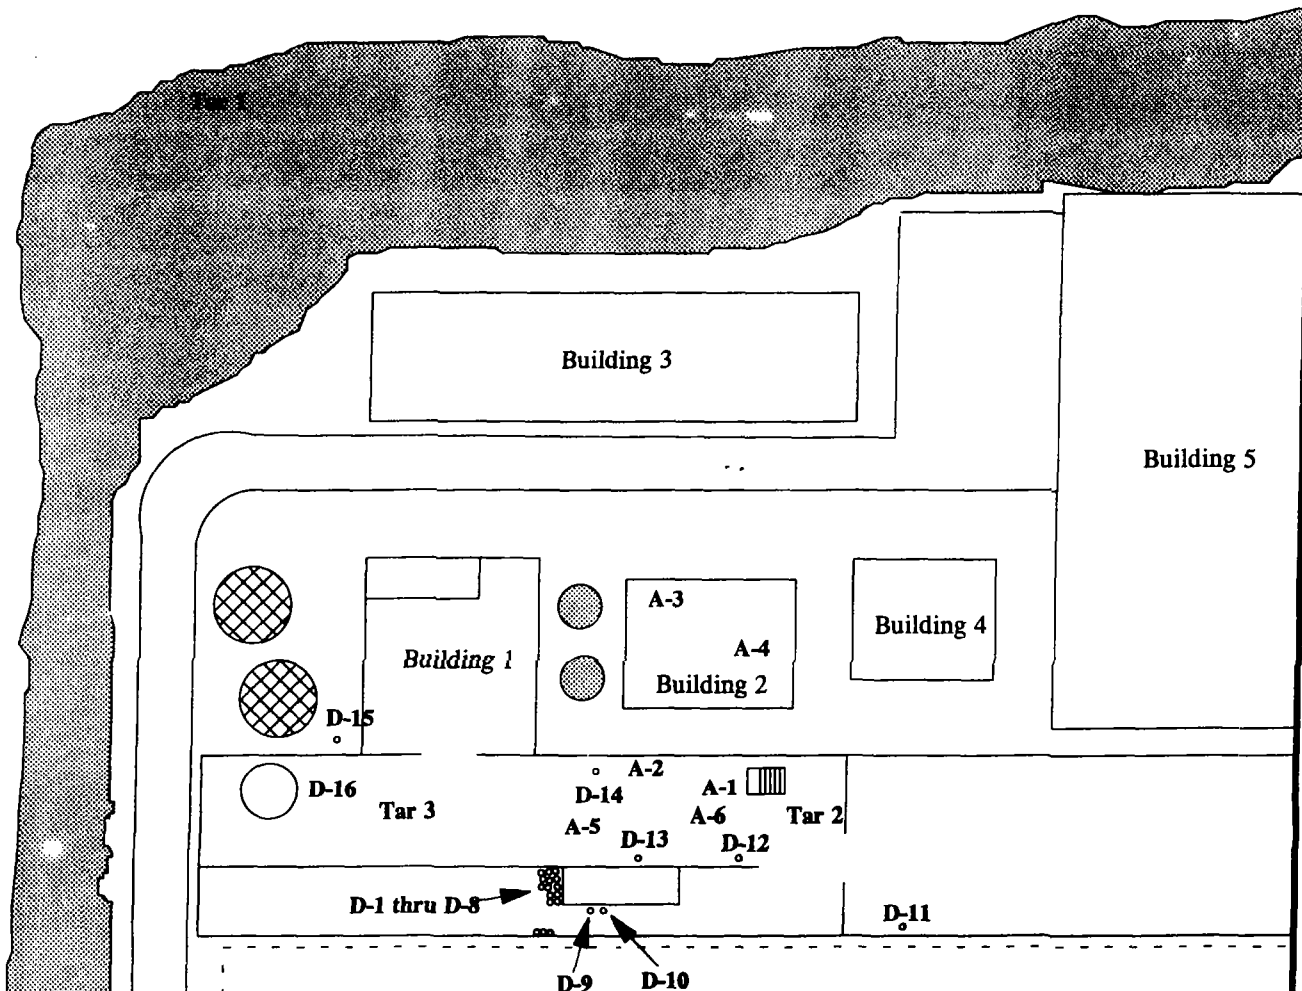 Tar 1
Building 3
Building 5
A-3
Building 4
A-4
Building 1
Building 2
D-15
A-2
D-16
A-1
D-14
Tar 3
A-6
Tar 2
A-5
D-13
D-12
D-1 thru D-8
D-11
D-9
D-10